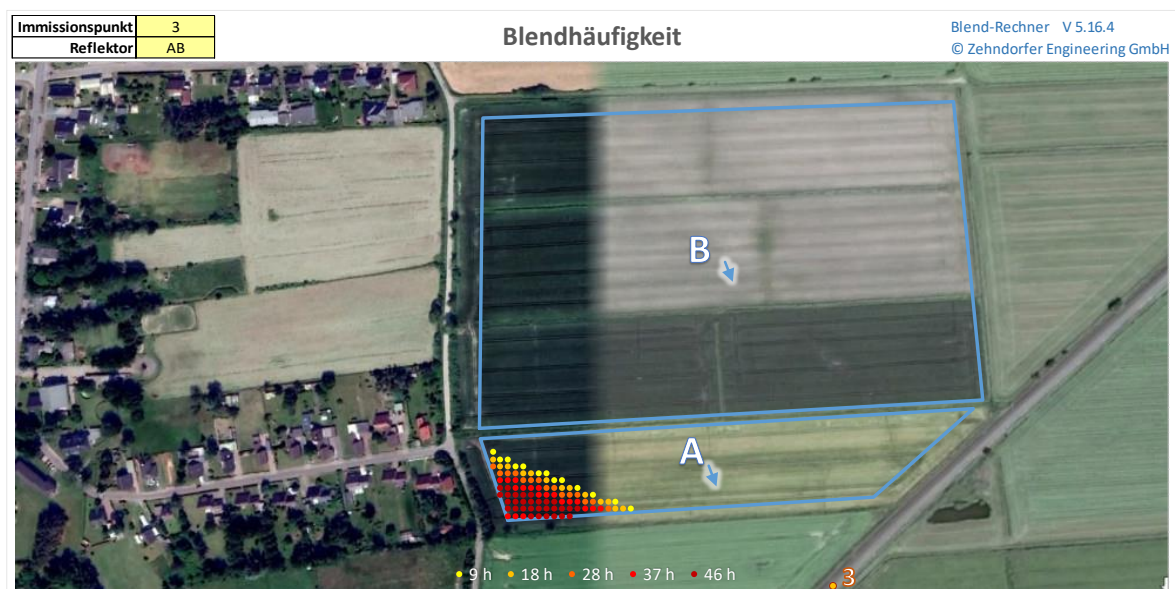 Immissionspunkt 3
Reflektor AB
Blendhäufigkeit
Blend-Rechner V 5.16.4
© Zehndorfer Engineering GmbH
B
A
9 h 18 h 28 h 37 h 46 h
3